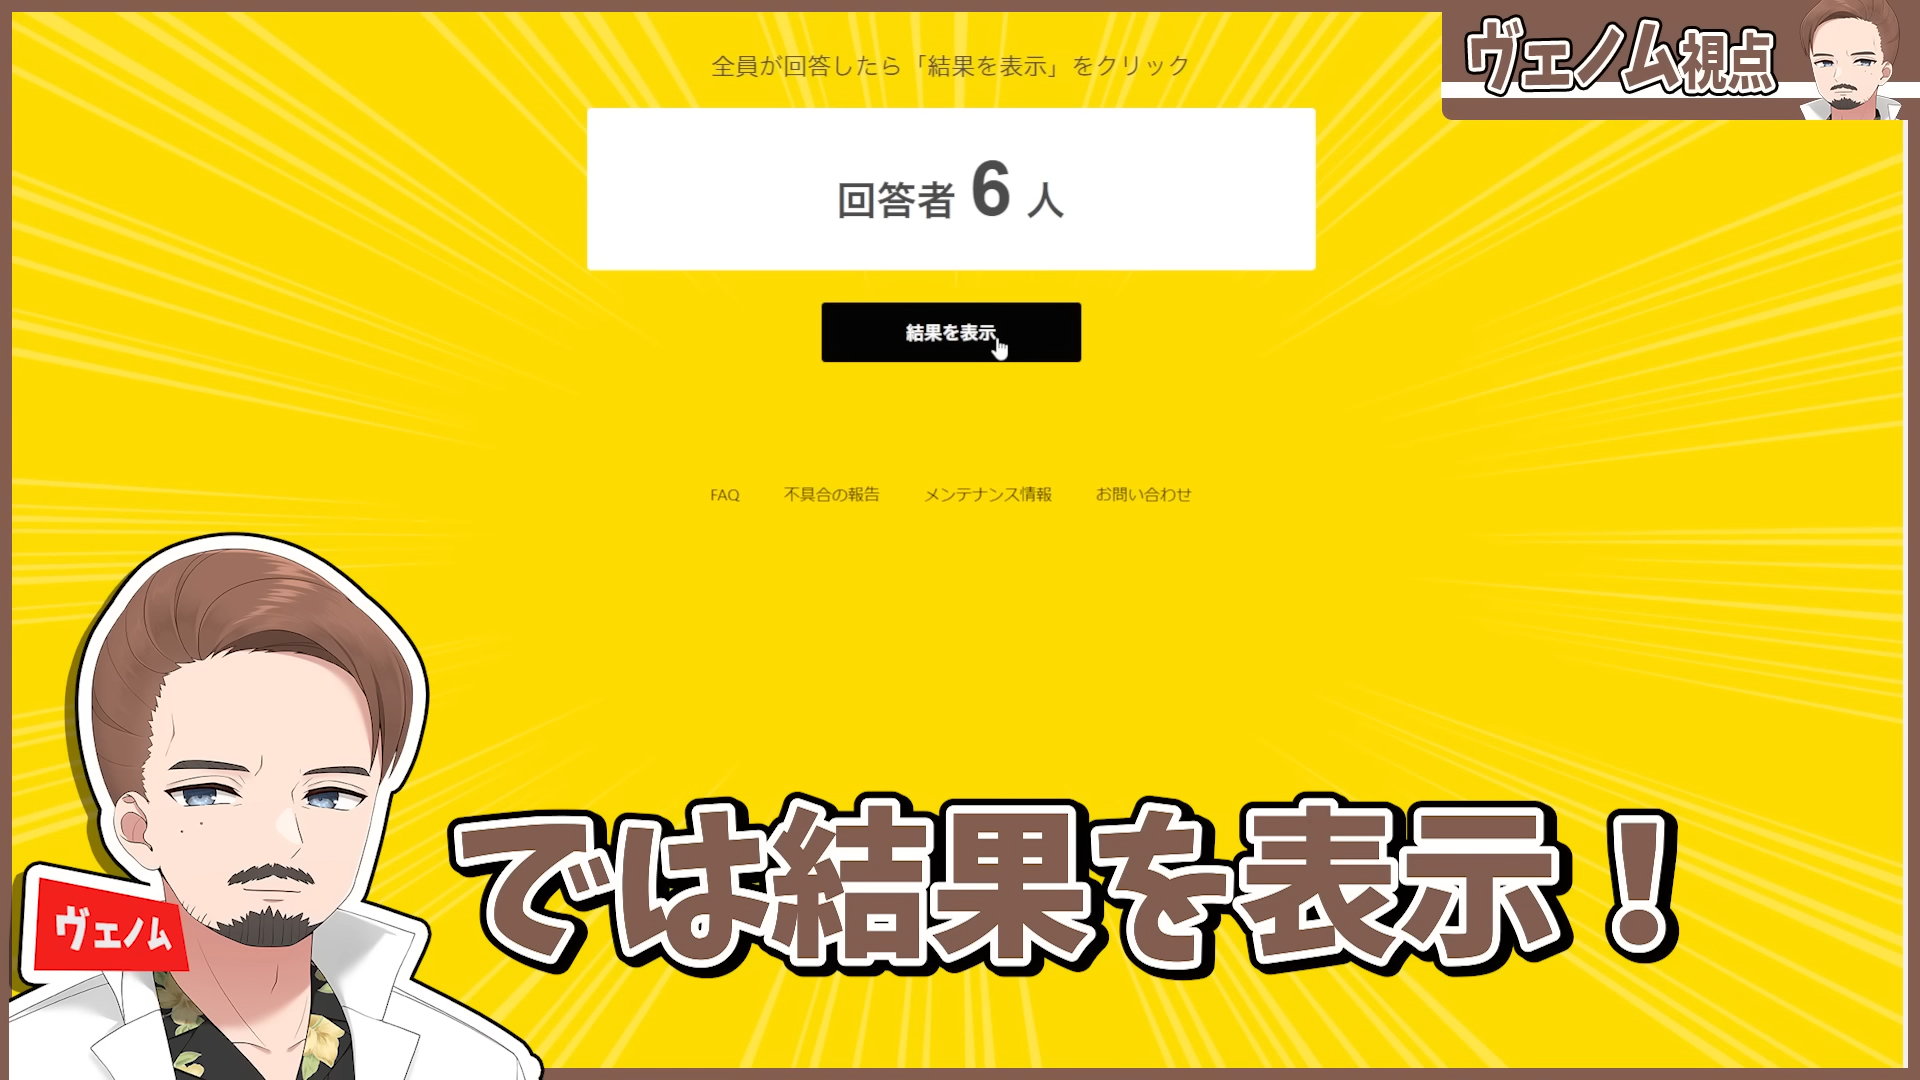 ヴェノム視点
全員が回答したら「結果を表示」をクリック
回答者 6 人
結果を表示
FAQ 不具合の報告 メンテナンス情報 お問い合わせ
では結果を表示！
ヴェノム